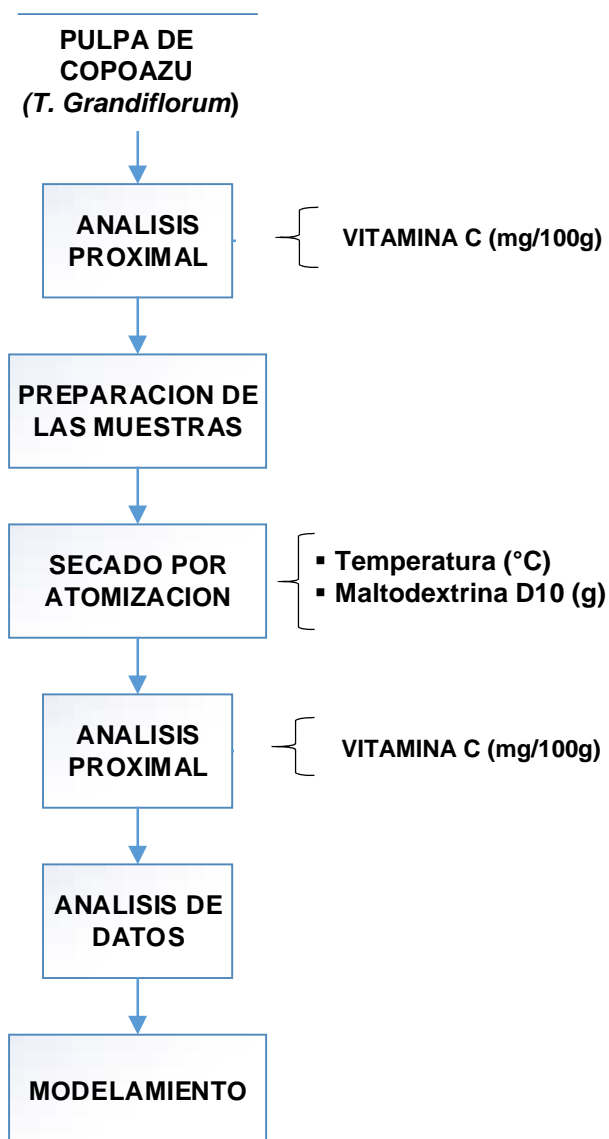 PULPA DE
COPOAZU
(T. Grandiflorum)
ANALISIS
PROXIMAL
VITAMINA C (mg/100g)
PREPARACION DE
LAS MUESTRAS
SECADO POR
ATOMIZACION
▪ Temperatura (°C)
▪ Maltodextrina D10 (g)
ANALISIS
PROXIMAL
VITAMINA C (mg/100g)
ANALISIS DE
DATOS
MODELAMIENTO